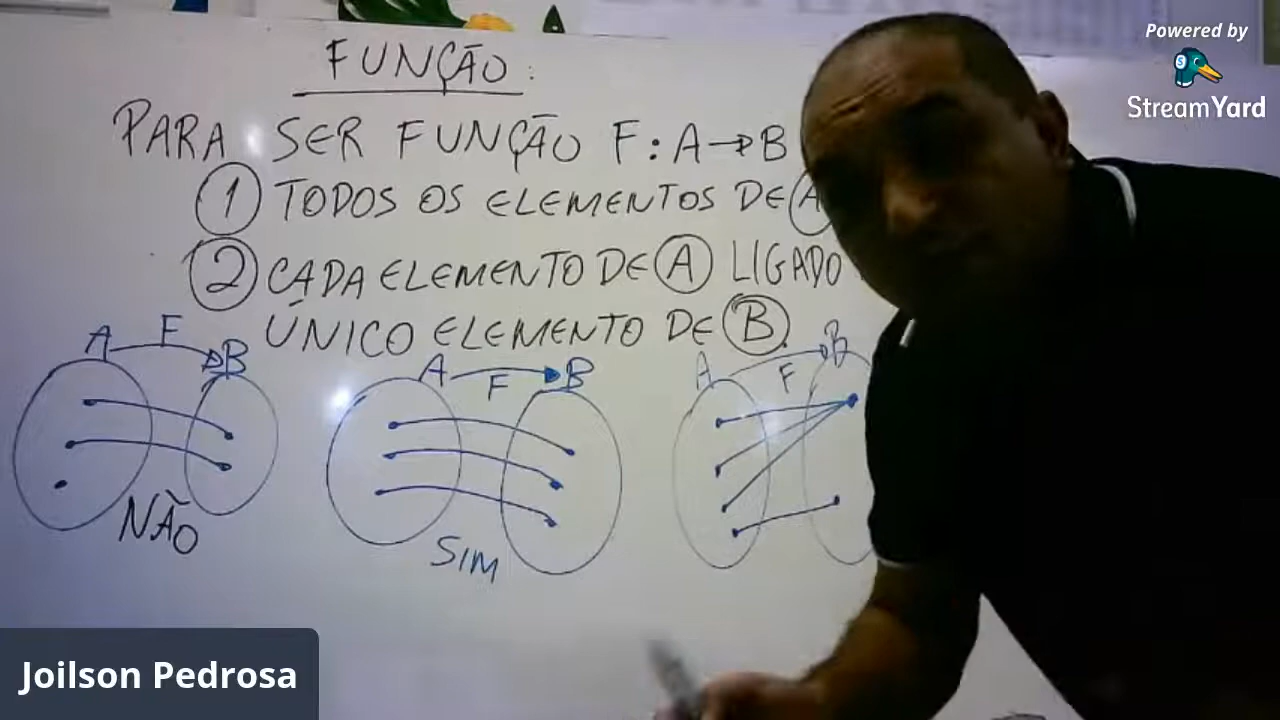 Powered by
StreamYard
FUNÇÃO:
PARA SER FUNÇÃO F: A→B
1 TODOS OS ELEMENTOS DE A
2 CADA ELEMENTO DE A LIGADO
ÚNICO ELEMENTO DE B.
A F B
A F B
A F B
NÃO
SIM
Joilson Pedrosa